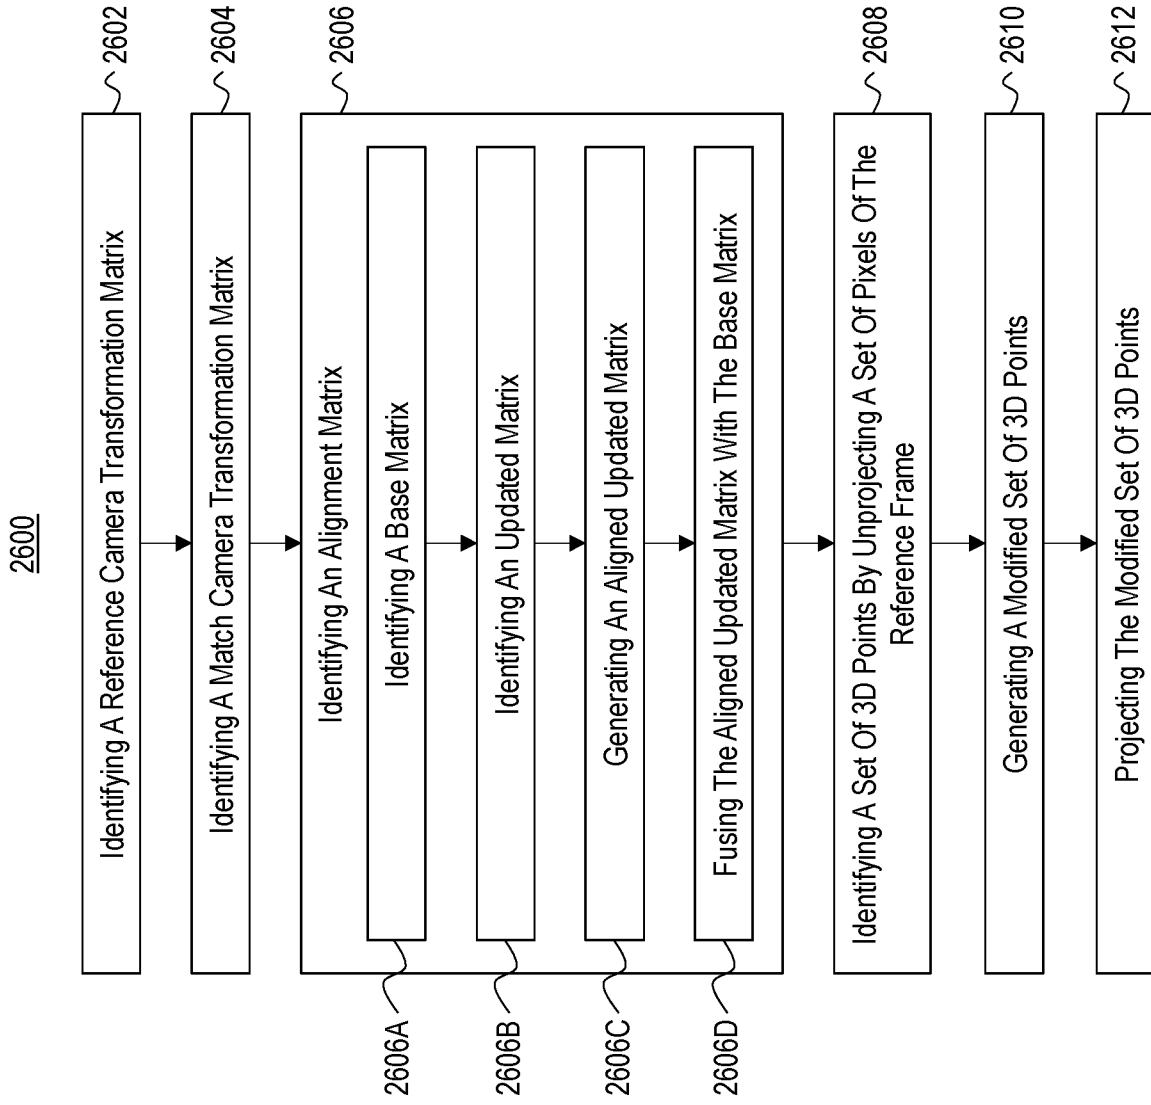 2600
Identifying A Reference Camera Transformation Matrix
2602
Identifying A Match Camera Transformation Matrix
2604
Identifying An Alignment Matrix
2606
Identifying A Base Matrix
2606A
Identifying An Updated Matrix
2606B
Generating An Aligned Updated Matrix
2606C
Fusing The Aligned Updated Matrix With The Base Matrix
2606D
Identifying A Set Of 3D Points By Unprojecting A Set Of Pixels Of The
Reference Frame
2608
Generating A Modified Set Of 3D Points
2610
Projecting The Modified Set Of 3D Points
2612